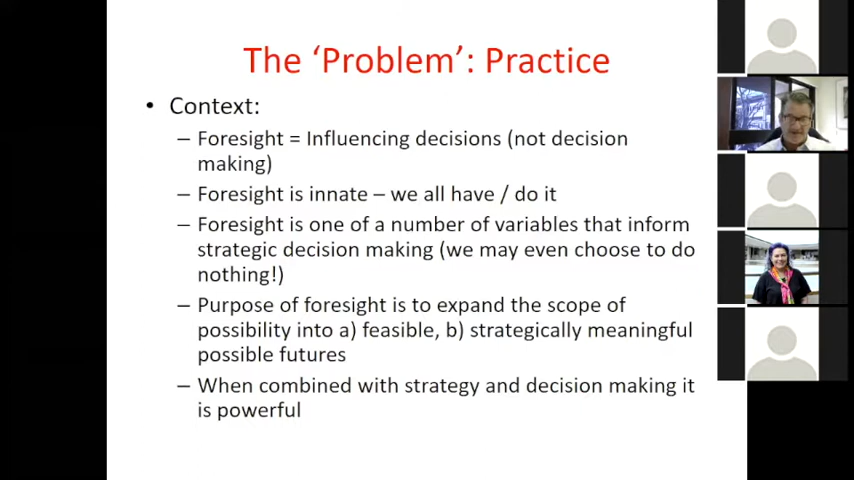 The ‘Problem’: Practice
• Context:
– Foresight = Influencing decisions (not decision
making)
– Foresight is innate – we all have / do it
– Foresight is one of a number of variables that inform
strategic decision making (we may even choose to do
nothing!)
– Purpose of foresight is to expand the scope of
possibility into a) feasible, b) strategically meaningful
possible futures
– When combined with strategy and decision making it
is powerful